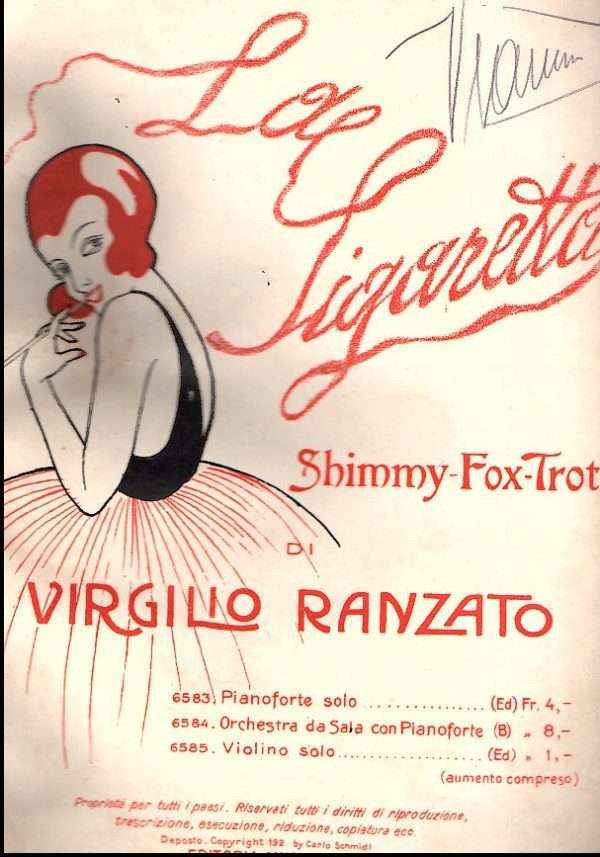 La
Sigaretta
Shimmy-Fox-Trot
DI
VIRGILIO RANZATO
6583. Pianoforte solo ................ (Ed) Fr. 4,-
6584. Orchestra da Sala con Pianoforte (B) „ 8,-
6585. Violino solo................... (Ed) „ 1,-
(aumento compreso)
Proprietà per tutti i paesi. Riservati tutti i diritti di riproduzione,
trascrizione, esecuzione, riduzione, copiatura ecc.
Deposto. Copyright 192 by Carlo Schmidl